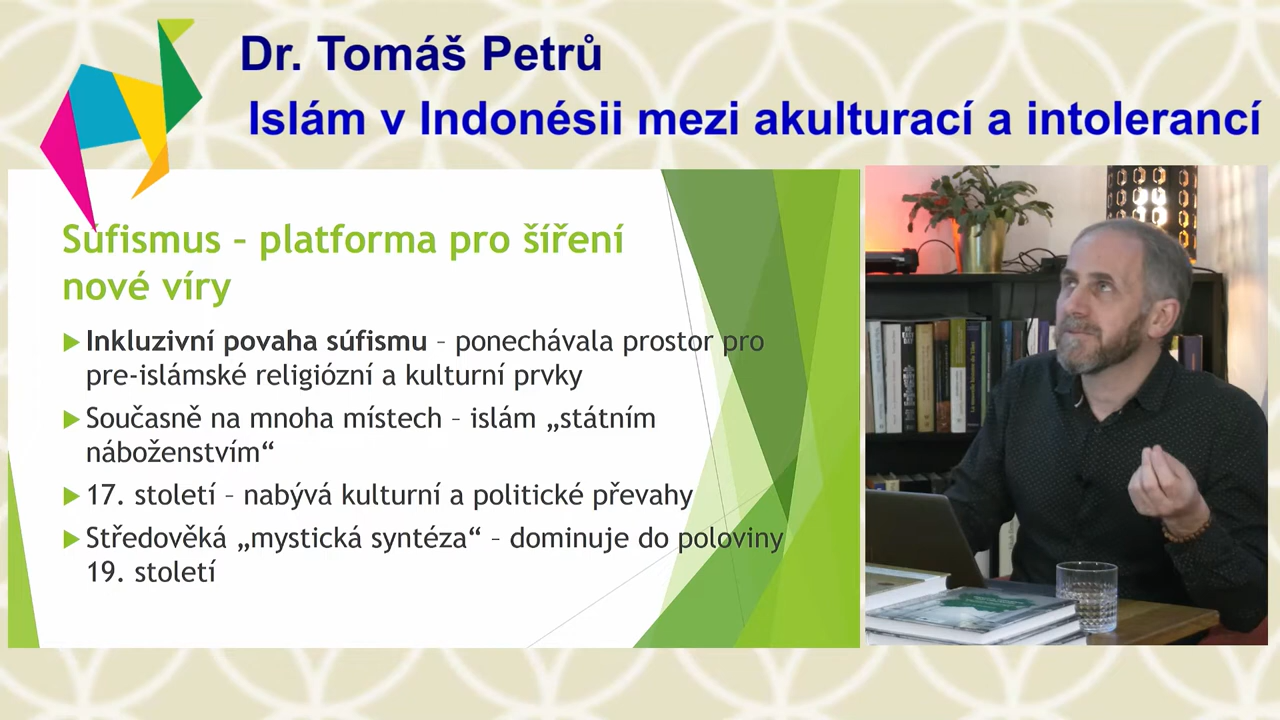 Dr. Tomáš Petrů
Islám v Indonésii mezi akulturací a intolerancí
Súfismus – platforma pro šíření
nové víry
Inkluzivní povaha súfismu – ponechávala prostor pro
pre-islámské religiózní a kulturní prvky
Současně na mnoha místech – islám „státním
náboženstvím“
17. století – nabývá kulturní a politické převahy
Středověká „mystická syntéza“ – dominuje do poloviny
19. století